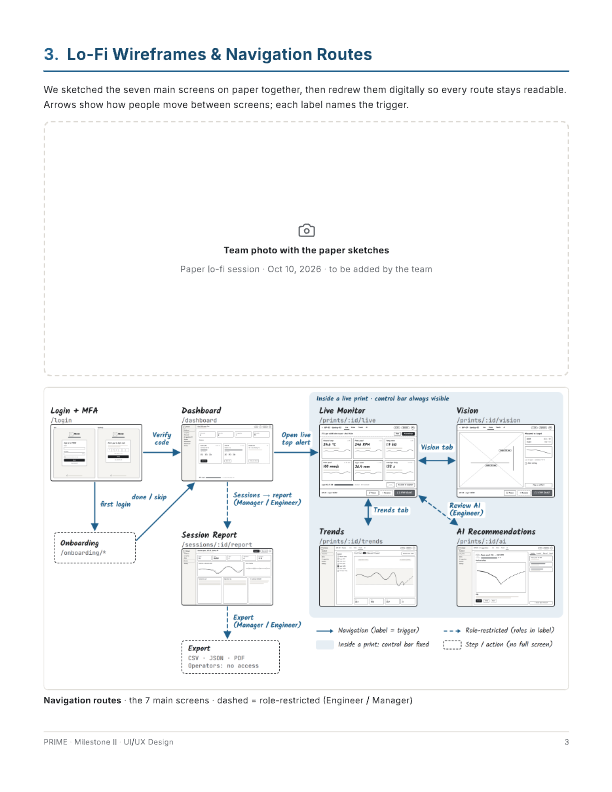 3. Lo-Fi Wireframes & Navigation Routes
We sketched the seven main screens on paper together, then redrew them digitally so every route stays readable.
Arrows show how people move between screens; each label names the trigger.
Team photo with the paper sketches
Paper lo-fi session · Oct 10, 2026 · to be added by the team
Inside a live print · control bar always visible
Login + MFA
/login
Dashboard
/dashboard
Live Monitor
/prints/:id/live
Vision
/prints/:id/vision
Verify
code
Open live
top alert
Vision tab
first login
done / skip
Sessions → report
(Manager / Engineer)
Trends tab
Review AI
(Engineer)
Onboarding
/onboarding/*
Session Report
/sessions/:id/report
Trends
/prints/:id/trends
AI Recommendations
/prints/:id/ai
Export
(Manager / Engineer)
Export
CSV · JSON · PDF
Operators: no access
Navigation (label = trigger)
Role-restricted (roles in label)
Inside a print: control bar fixed
Step / action (no full screen)
Navigation routes · the 7 main screens · dashed = role-restricted (Engineer / Manager)
PRIME · Milestone II · UI/UX Design
3